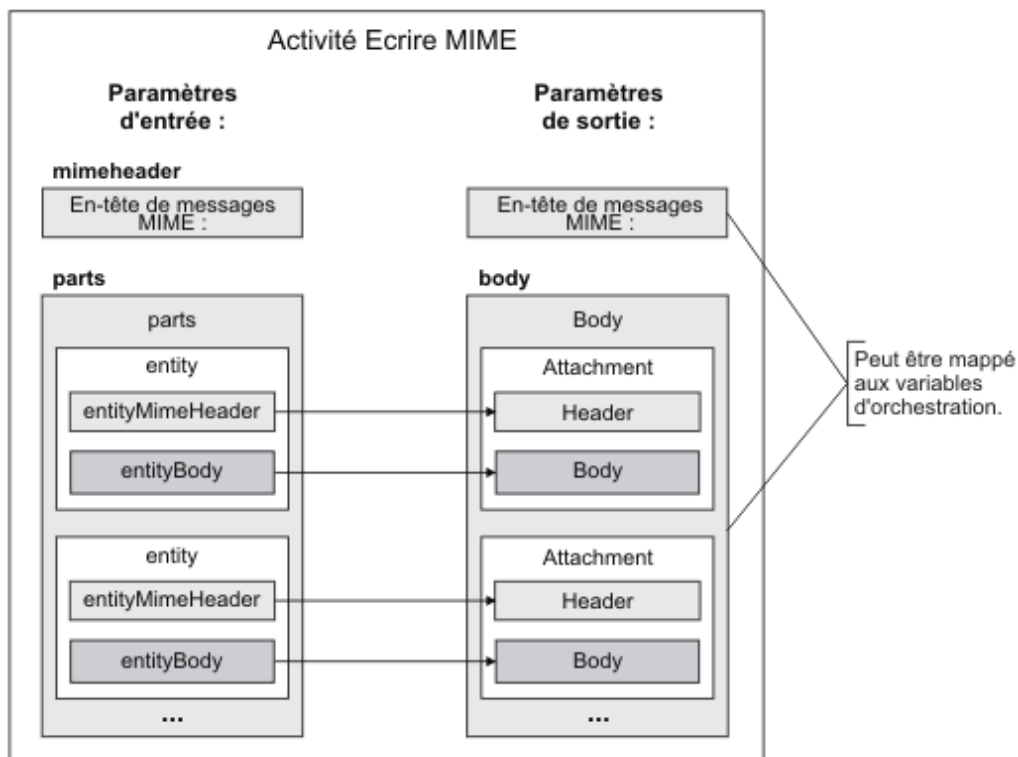 Activité Ecrire MIME
Paramètres
d'entrée :
Paramètres
de sortie :
mimeheader
En-tête de messages
MIME :
En-tête de messages
MIME :
parts
body
parts
Body
entity
Attachment
entityMimeHeader
Header
entityBody
Body
Peut être mappé
aux variables
d'orchestration.
entity
Attachment
entityMimeHeader
Header
entityBody
Body
...
...